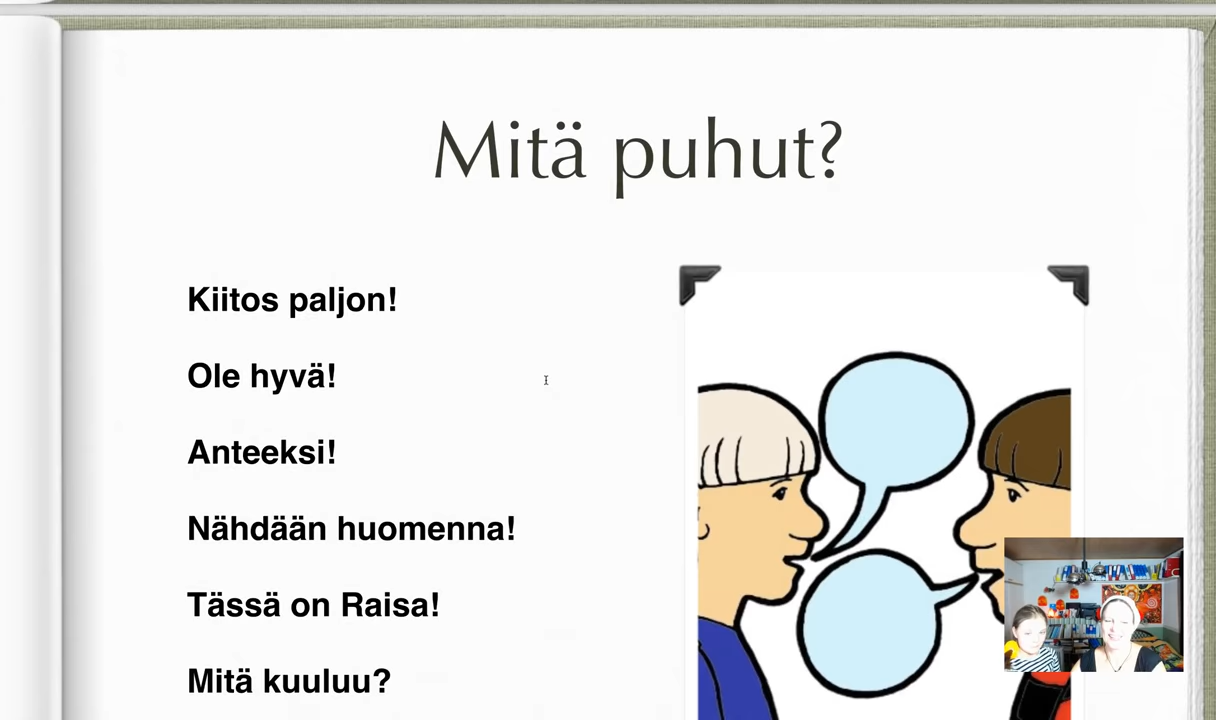 Mitä puhut?
Kiitos paljon!
Ole hyvä!
Anteeksi!
Nähdään huomenna!
Tässä on Raisa!
Mitä kuuluu?